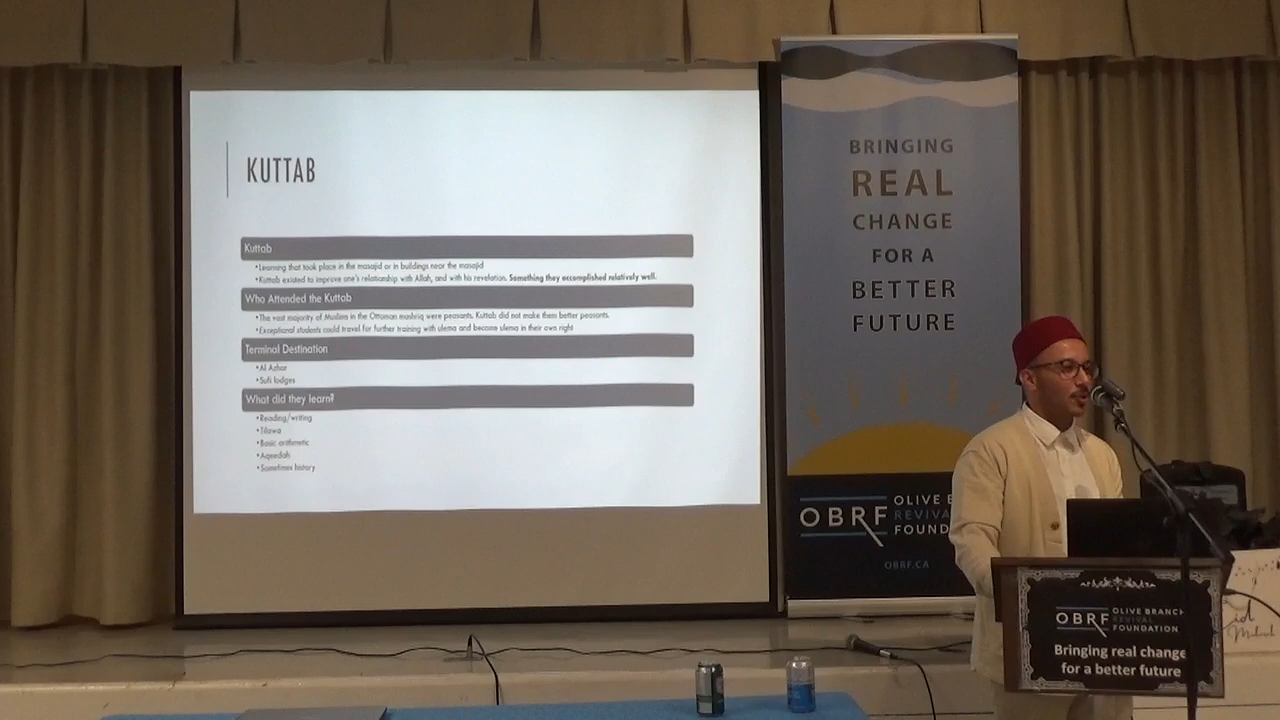 KUTTAB
Kuttab
•Learning that took place in the masajid or in buildings near the masajid
•Kuttab existed to improve one's relationship with Allah, and with his revelation. Something they accomplished relatively well.
Who Attended the Kuttab
•The vast majority of Muslims in the Ottoman mashriq were peasants. Kuttab did not make them better peasants.
•Exceptional students could travel for further training with ulema and become ulema in their own right
Terminal Destination
•Al Azhar
•Sufi lodges
What did they learn?
•Reading/writing
•Tilawa
•Basic arithmetic
•Aqeedah
•Sometimes history
BRINGING
REAL
CHANGE
FOR A
BETTER
FUTURE
OBRF
OLIVE B
REVIVA
FOUND
OBRF.CA
OBRF
OLIVE BRANCH
REVIVAL
FOUNDATION
Bringing real change
for a better future